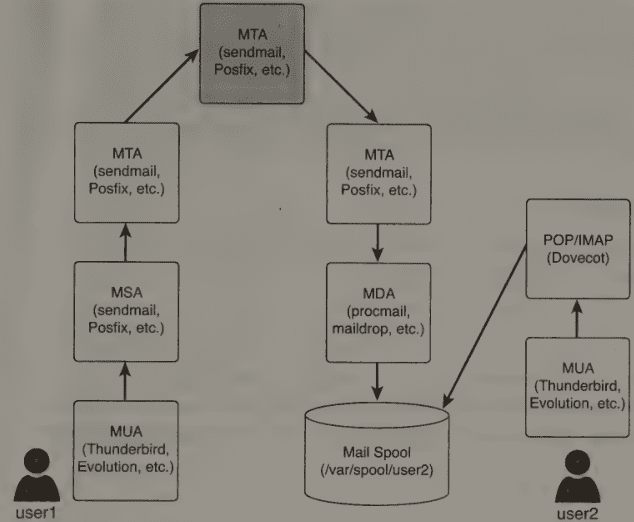 MTA
(sendmail,
Posfix, etc.)
MTA
(sendmail,
Posfix, etc.)
MTA
(sendmail,
Posfix, etc.)
POP/IMAP
(Dovecot)
MSA
(sendmail,
Posfix, etc.)
MDA
(procmail,
maildrop, etc.)
MUA
(Thunderbird,
Evolution, etc.)
MUA
(Thunderbird,
Evolution, etc.)
Mail Spool
(/var/spool/user2)
user1
user2